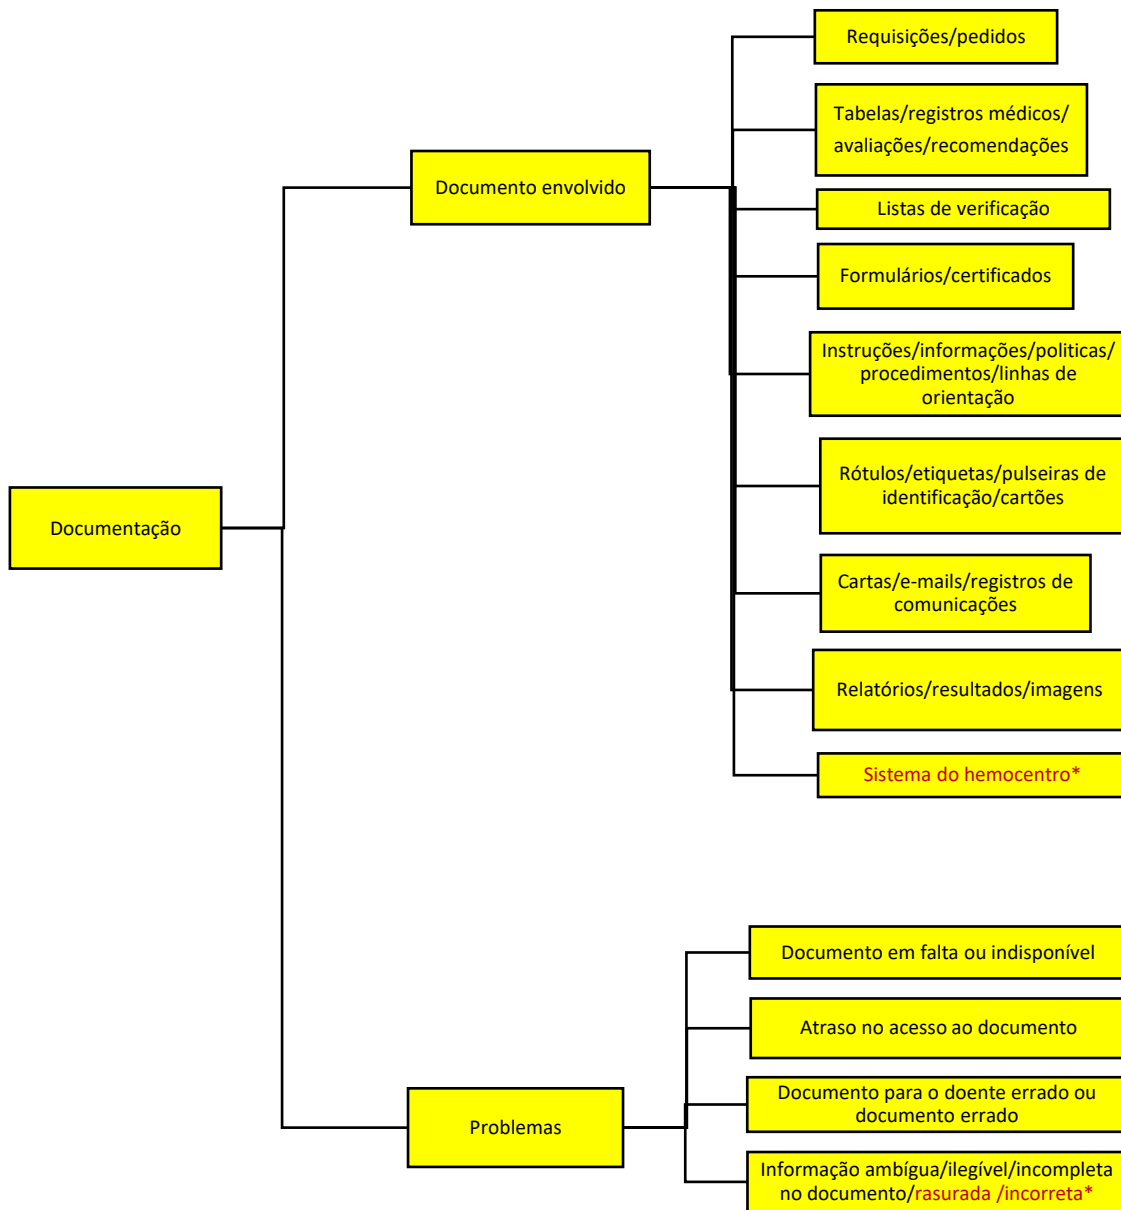 Documentação
Documento envolvido
Requisições/pedidos
Tabelas/registros médicos/
avaliações/recomendações
Listas de verificação
Formulários/certificados
Instruções/informações/politicas/
procedimentos/linhas de
orientação
Rótulos/etiquetas/pulseiras de
identificação/cartões
Cartas/e-mails/registros de
comunicações
Relatórios/resultados/imagens
Sistema do hemocentro*
Problemas
Documento em falta ou indisponível
Atraso no acesso ao documento
Documento para o doente errado ou
documento errado
Informação ambígua/ilegível/incompleta
no documento/rasurada /incorreta*